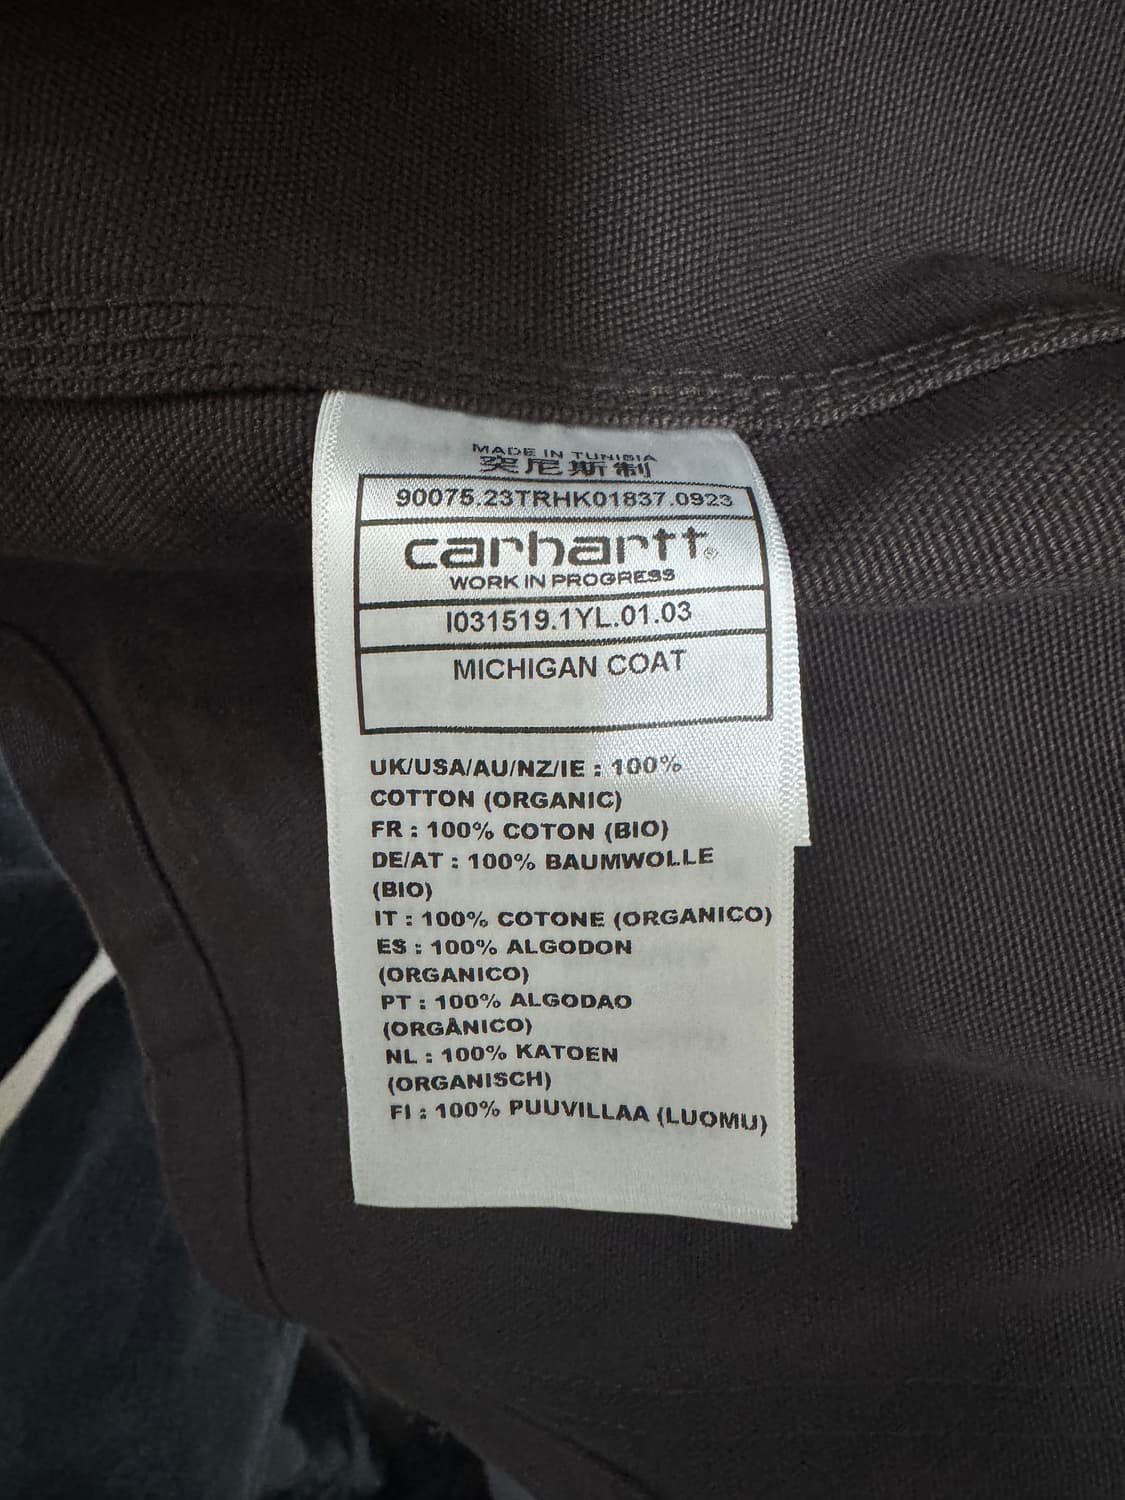 MADE IN TUNISIA
突尼斯制
90075.23TRHK01837.0923
carhartt®
WORK IN PROGRESS
I031519.1YL.01.03
MICHIGAN COAT
UK/USA/AU/NZ/IE : 100%
COTTON (ORGANIC)
FR : 100% COTON (BIO)
DE/AT : 100% BAUMWOLLE
(BIO)
IT : 100% COTONE (ORGANICO)
ES : 100% ALGODON
(ORGANICO)
PT : 100% ALGODAO
(ORGÂNICO)
NL : 100% KATOEN
(ORGANISCH)
FI : 100% PUUVILLAA (LUOMU)